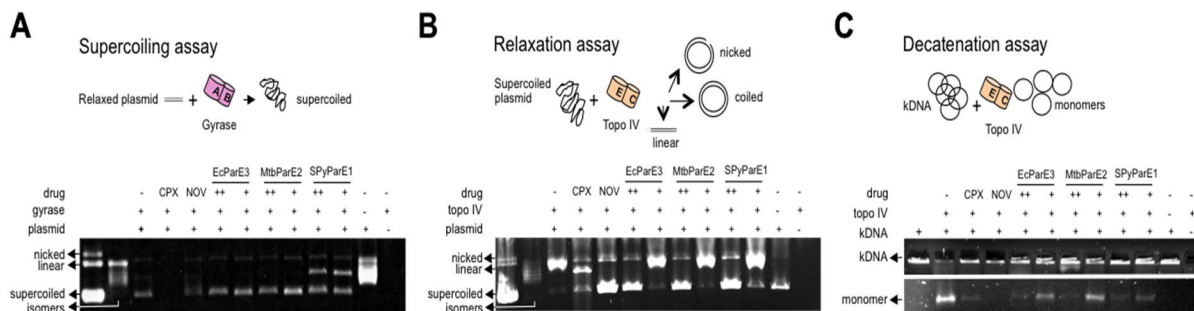 A
Supercoiling assay
Relaxed plasmid + A B supercoiled
Gyrase
EcParE3 MtbParE2 SPyParE1
drug - CPX NOV ++ + ++ + ++ + - -
gyrase + + + + + + + + + - +
plasmid + + + + + + + + + + -
nicked
linear
supercoiled
isomers
B
Relaxation assay
Supercoiled
plasmid
+ E C
Topo IV
nicked
coiled
linear
EcParE3 MtbParE2 SPyParE1
drug - CPX NOV ++ + ++ + ++ + - -
topo IV + + + + + + + + + - +
plasmid + + + + + + + + + + -
nicked
linear
supercoiled
isomers
C
Decatenation assay
kDNA + E C monomers
Topo IV
EcParE3 MtbParE2 SPyParE1
drug - CPX NOV ++ + ++ + ++ + - -
topo IV - + + + + + + + + + - +
kDNA + + + + + + + + + + + -
kDNA
monomer